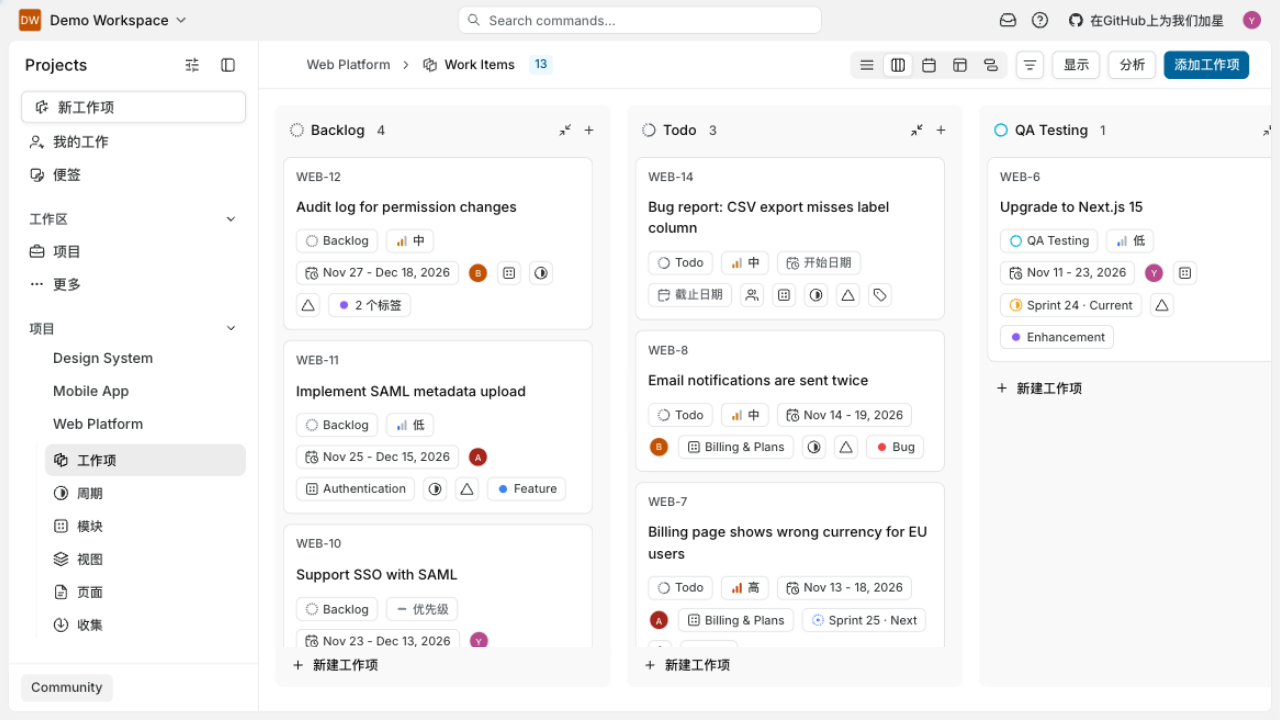 DW Demo Workspace
Search commands...
在GitHub上为我们加星
Y
Projects
新工作项
我的工作
便签
工作区
项目
更多
项目
Design System
Mobile App
Web Platform
工作项
周期
模块
视图
页面
收集
Community
Web Platform
Work Items 13
显示
分析
添加工作项
Backlog 4
WEB-12
Audit log for permission changes
Backlog 中
Nov 27 - Dec 18, 2026 B
2 个标签
WEB-11
Implement SAML metadata upload
Backlog 低
Nov 25 - Dec 15, 2026 A
Authentication Feature
WEB-10
Support SSO with SAML
Backlog 优先级
Nov 23 - Dec 13, 2026 Y
新建工作项
Todo 3
WEB-14
Bug report: CSV export misses label
column
Todo 中 开始日期
截止日期
WEB-8
Email notifications are sent twice
Todo 中 Nov 14 - 19, 2026
B Billing & Plans Bug
WEB-7
Billing page shows wrong currency for EU
users
Todo 高 Nov 13 - 18, 2026
A Billing & Plans Sprint 25 · Next
新建工作项
QA Testing 1
WEB-6
Upgrade to Next.js 15
QA Testing 低
Nov 11 - 23, 2026 Y
Sprint 24 · Current
Enhancement
新建工作项